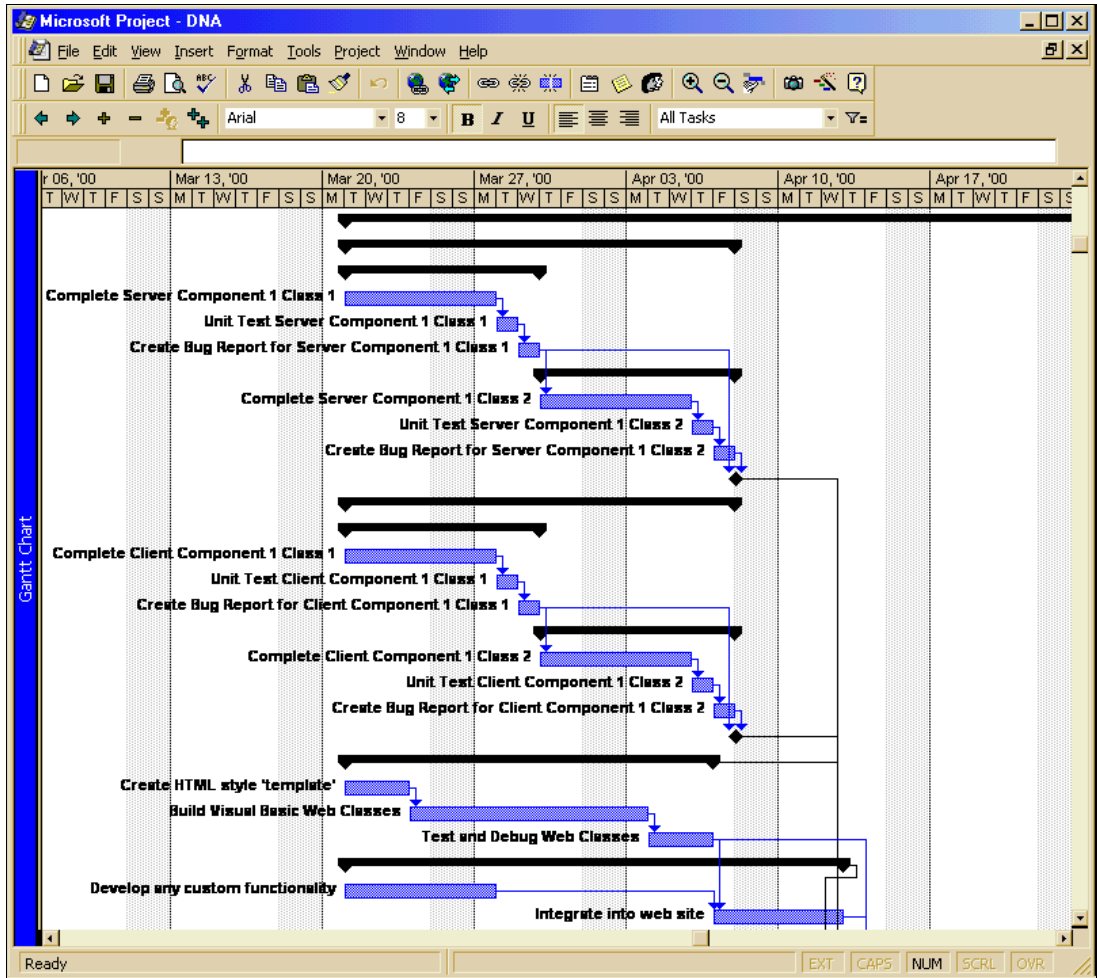 Microsoft Project - DNA
File Edit View Insert Format Tools Project Window Help
ABC
Arial 8 B I U All Tasks
r 06, '00 Mar 13, '00 Mar 20, '00 Mar 27, '00 Apr 03, '00 Apr 10, '00 Apr 17, '00
T W T F S S M T W T F S S M T W T F S S M T W T F S S M T W T F S S M T W T F S S M T W T F S S
Complete Server Component 1 Class 1
Unit Test Server Component 1 Class 1
Create Bug Report for Server Component 1 Class 1
Complete Server Component 1 Class 2
Unit Test Server Component 1 Class 2
Create Bug Report for Server Component 1 Class 2
Gantt Chart
Complete Client Component 1 Class 1
Unit Test Client Component 1 Class 1
Create Bug Report for Client Component 1 Class 1
Complete Client Component 1 Class 2
Unit Test Client Component 1 Class 2
Create Bug Report for Client Component 1 Class 2
Create HTML style 'template'
Build Visual Basic Web Classes
Test and Debug Web Classes
Develop any custom functionality
Integrate into web site
Ready EXT CAPS NUM SCRL OVR